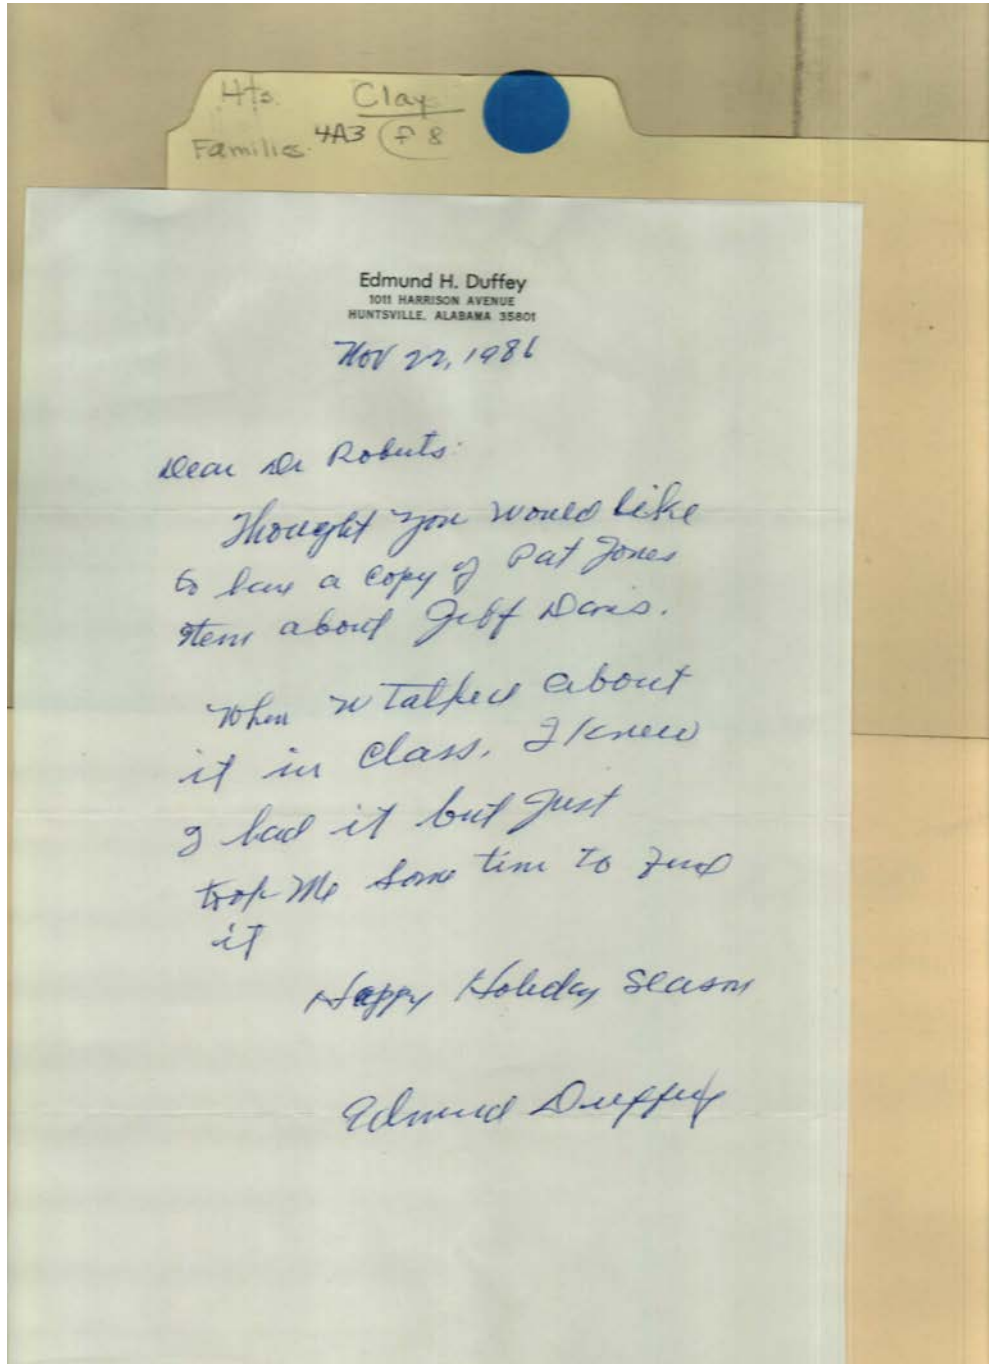 Hts. Clay
Families. 4A3 f 8
Edmund H. Duffey
1011 HARRISON AVENUE
HUNTSVILLE, ALABAMA 35801
Nov 22, 1986
Dear Dr Roberts:
Thought you would like
to have a copy of Pat Jones
item about Jeff Davis.
When we talked about
it in class, I knew
I had it but just
took me some time to find
it
Happy Holiday Season
Edmund Duffey